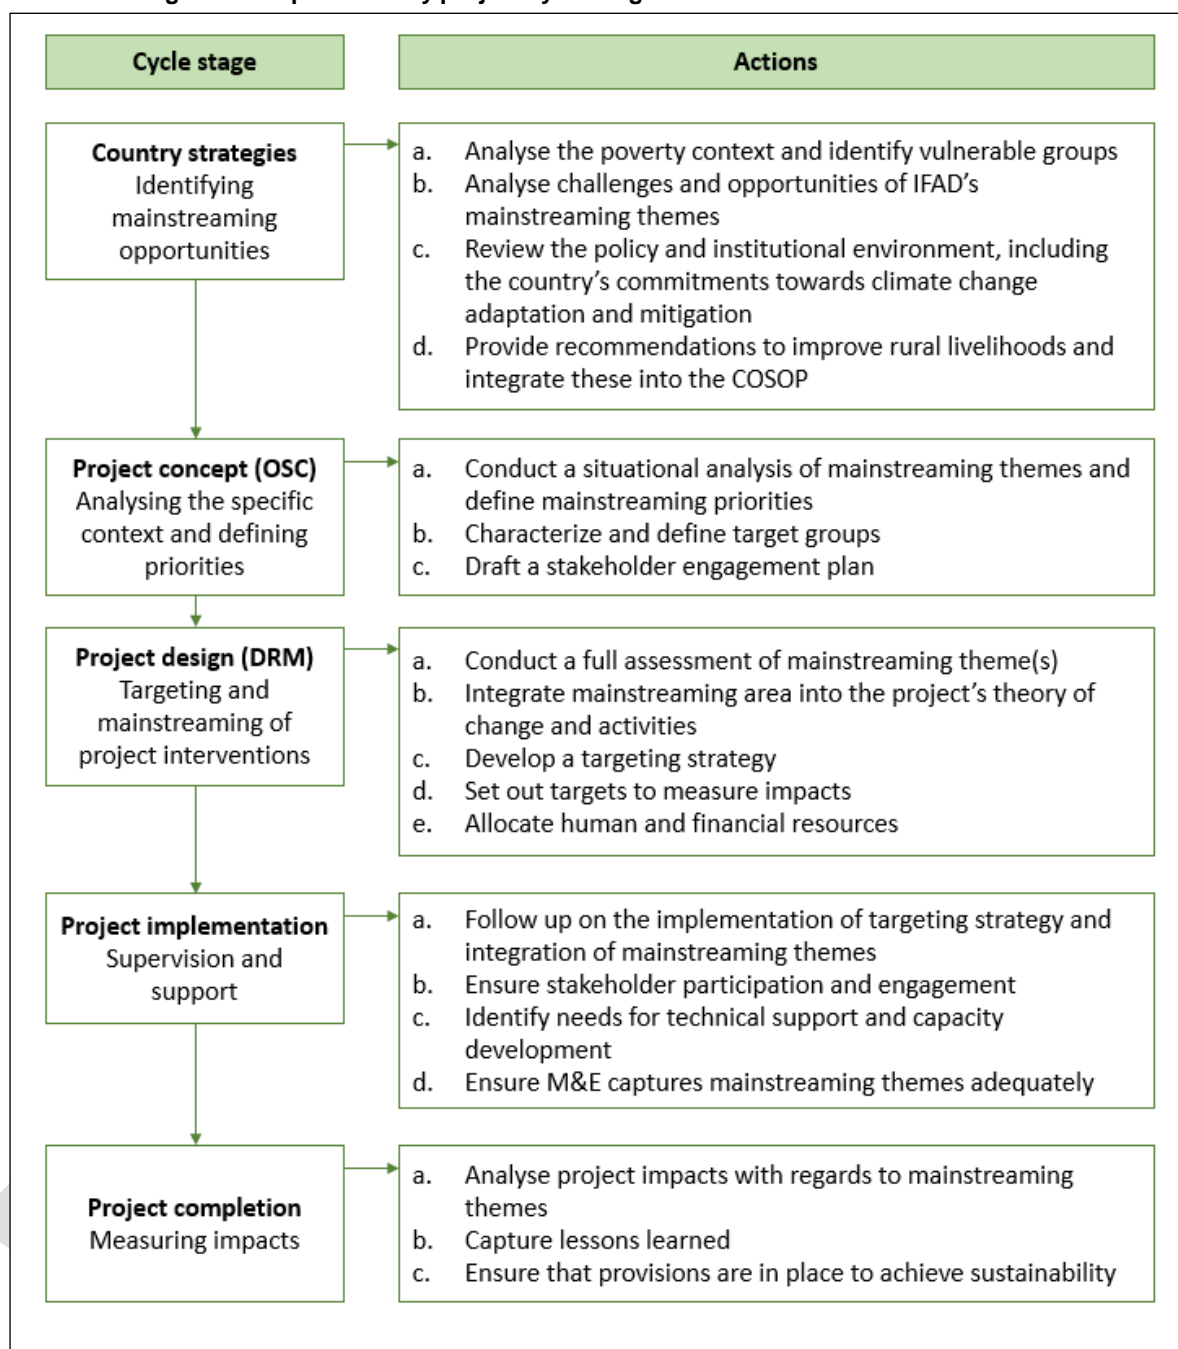 Cycle stage
Actions
Country strategies
Identifying
mainstreaming
opportunities
a. Analyse the poverty context and identify vulnerable groups
b. Analyse challenges and opportunities of IFAD's
mainstreaming themes
c. Review the policy and institutional environment, including
the country's commitments towards climate change
adaptation and mitigation
d. Provide recommendations to improve rural livelihoods and
integrate these into the COSOP
Project concept (OSC)
Analysing the specific
context and defining
priorities
a. Conduct a situational analysis of mainstreaming themes and
define mainstreaming priorities
b. Characterize and define target groups
c. Draft a stakeholder engagement plan
Project design (DRM)
Targeting and
mainstreaming of
project interventions
a. Conduct a full assessment of mainstreaming theme(s)
b. Integrate mainstreaming area into the project's theory of
change and activities
c. Develop a targeting strategy
d. Set out targets to measure impacts
e. Allocate human and financial resources
Project implementation
Supervision and
support
a. Follow up on the implementation of targeting strategy and
integration of mainstreaming themes
b. Ensure stakeholder participation and engagement
c. Identify needs for technical support and capacity
development
d. Ensure M&E captures mainstreaming themes adequately
Project completion
Measuring impacts
a. Analyse project impacts with regards to mainstreaming
themes
b. Capture lessons learned
c. Ensure that provisions are in place to achieve sustainability